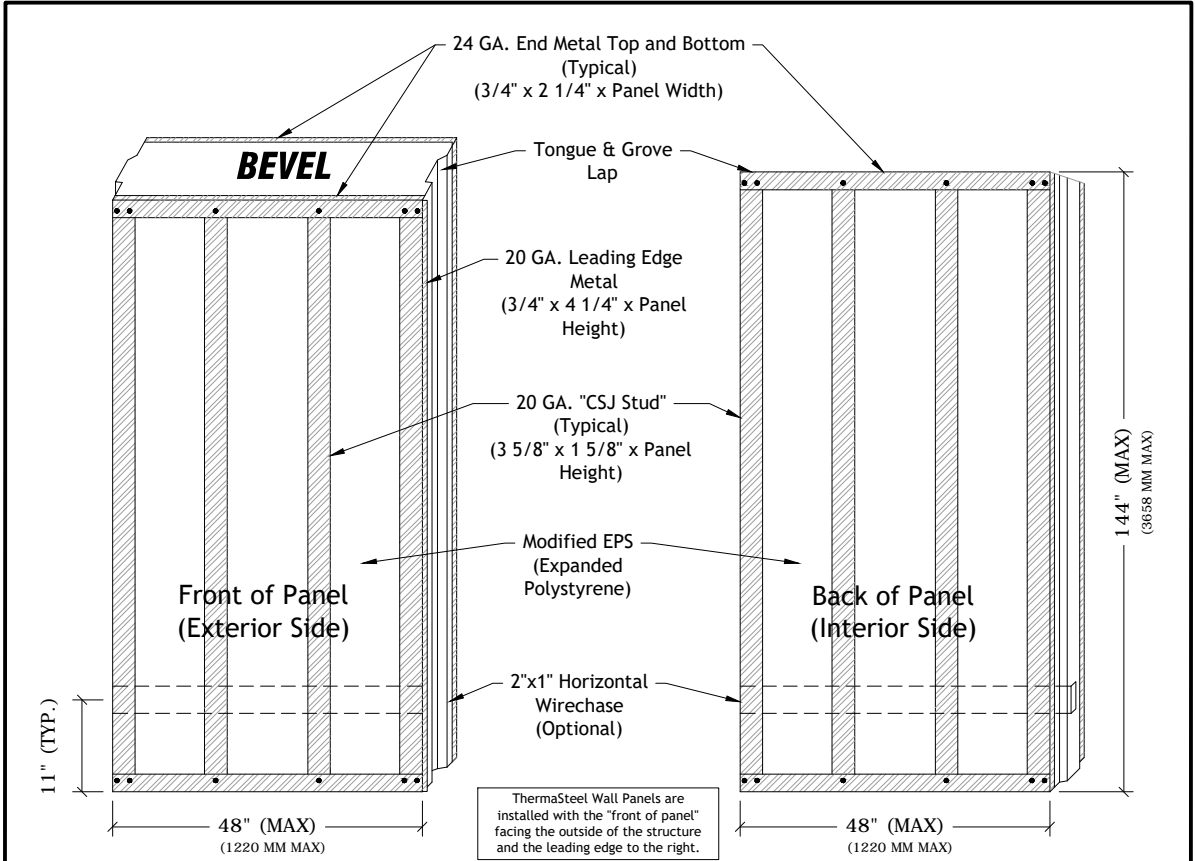 24 GA. End Metal Top and Bottom
(Typical)
(3/4" x 2 1/4" x Panel Width)
BEVEL
Tongue & Grove
Lap
20 GA. Leading Edge
Metal
(3/4" x 4 1/4" x Panel
Height)
20 GA. "CSJ Stud"
(Typical)
(3 5/8" x 1 5/8" x Panel
Height)
Modified EPS
(Expanded
Polystyrene)
Front of Panel
(Exterior Side)
Back of Panel
(Interior Side)
2"x1" Horizontal
Wirechase
(Optional)
11" (TYP.)
144" (MAX)
(3658 MM MAX)
48" (MAX)
(1220 MM MAX)
ThermaSteel Wall Panels are
installed with the "front of panel"
facing the outside of the structure
and the leading edge to the right.
48" (MAX)
(1220 MM MAX)